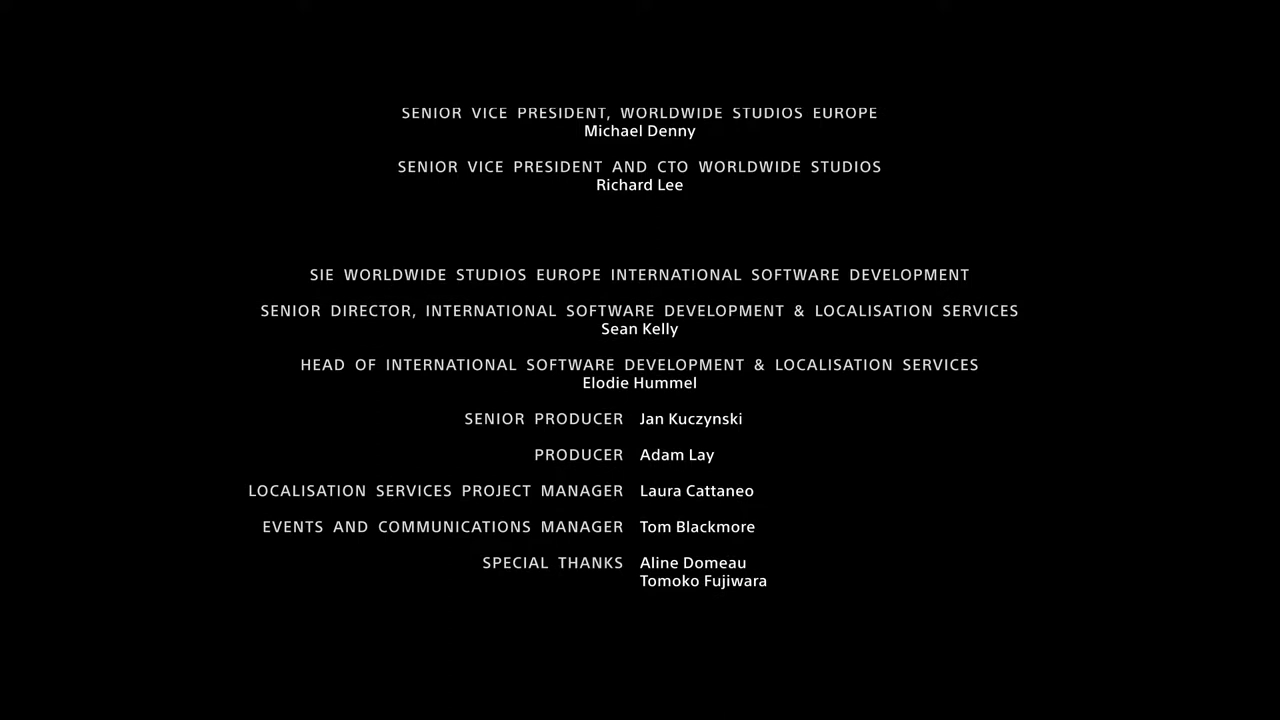 SENIOR VICE PRESIDENT, WORLDWIDE STUDIOS EUROPE
Michael Denny
SENIOR VICE PRESIDENT AND CTO WORLDWIDE STUDIOS
Richard Lee
SIE WORLDWIDE STUDIOS EUROPE INTERNATIONAL SOFTWARE DEVELOPMENT
SENIOR DIRECTOR, INTERNATIONAL SOFTWARE DEVELOPMENT & LOCALISATION SERVICES
Sean Kelly
HEAD OF INTERNATIONAL SOFTWARE DEVELOPMENT & LOCALISATION SERVICES
Elodie Hummel
SENIOR PRODUCER Jan Kuczynski
PRODUCER Adam Lay
LOCALISATION SERVICES PROJECT MANAGER Laura Cattaneo
EVENTS AND COMMUNICATIONS MANAGER Tom Blackmore
SPECIAL THANKS Aline Domeau
Tomoko Fujiwara